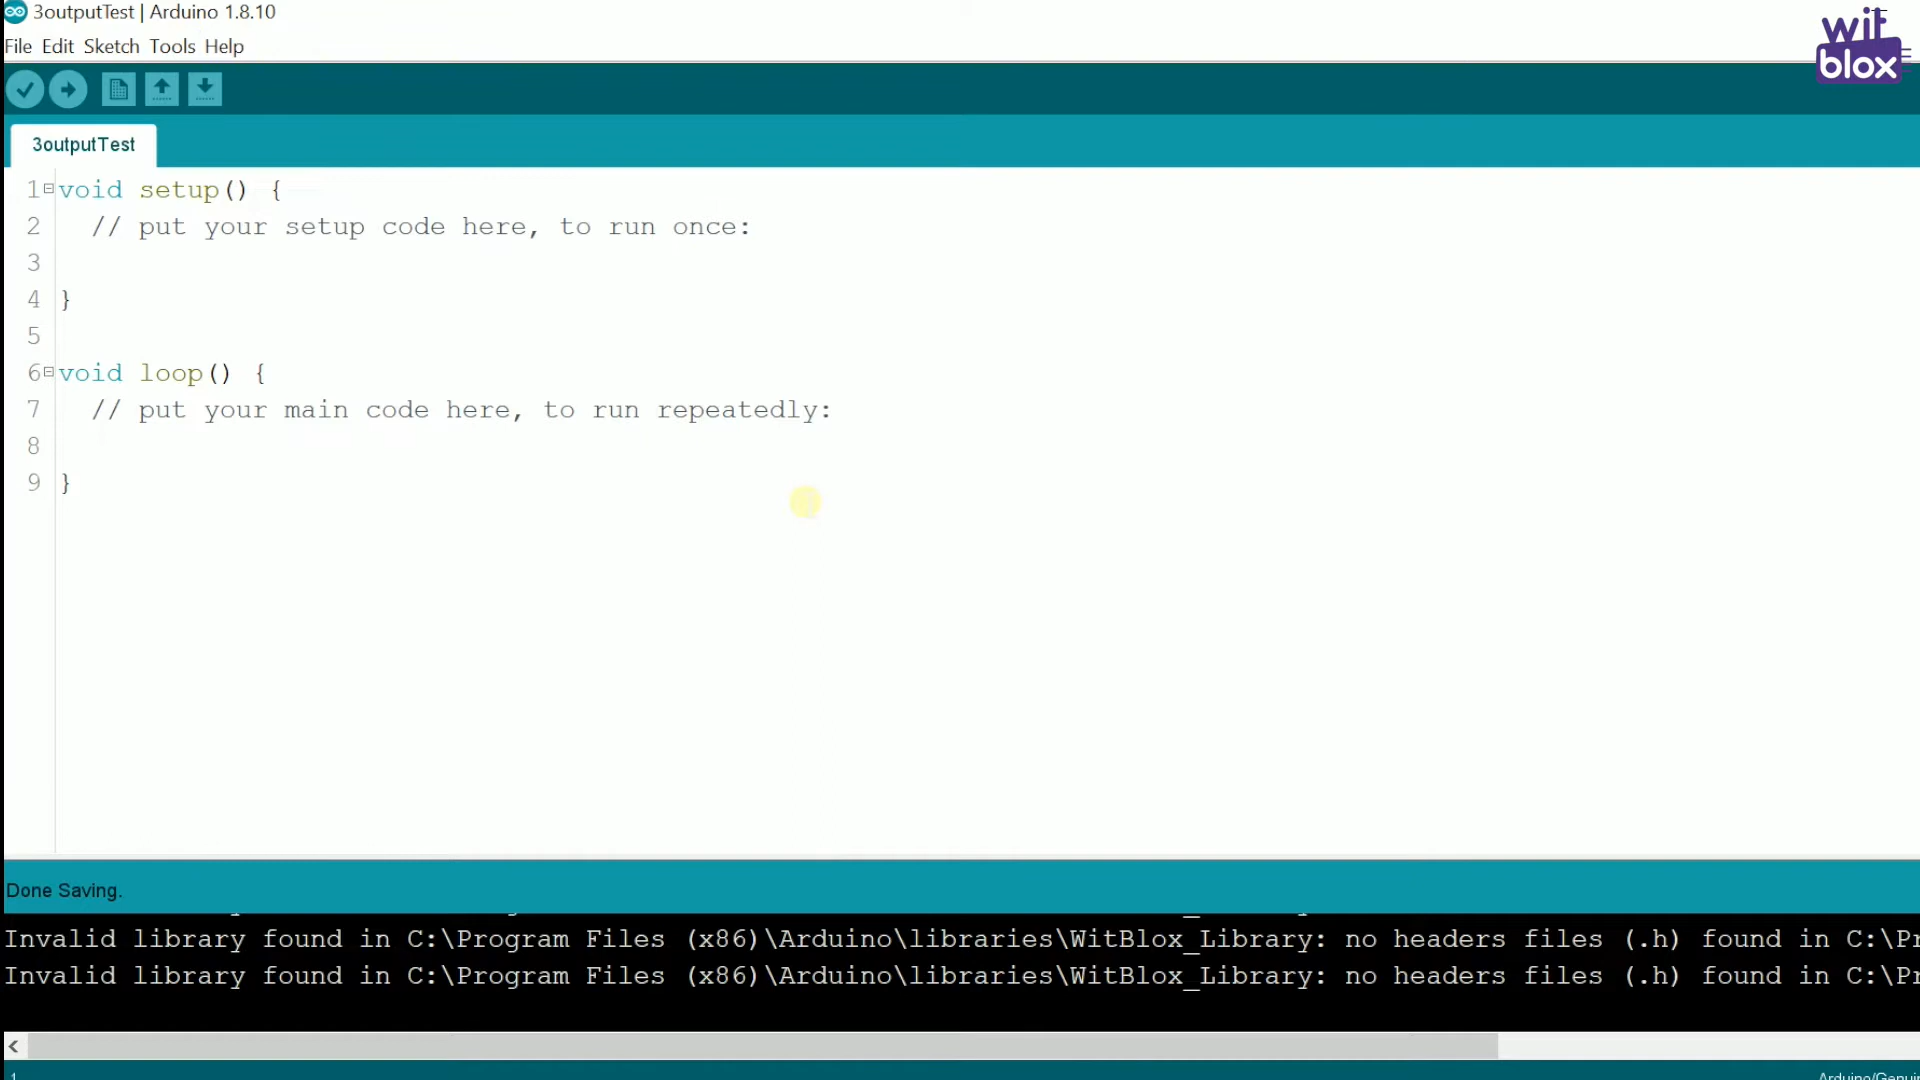 3outputTest | Arduino 1.8.10
wit
blox
File Edit Sketch Tools Help
3outputTest
1 void setup() {
2 // put your setup code here, to run once:
3
4 }
5
6 void loop() {
7 // put your main code here, to run repeatedly:
8
9 }
Done Saving.
Invalid library found in C:\Program Files (x86)\Arduino\libraries\WitBlox_Library: no headers files (.h) found in C:\Pr
Invalid library found in C:\Program Files (x86)\Arduino\libraries\WitBlox_Library: no headers files (.h) found in C:\Pr
1